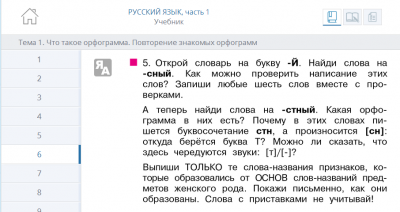 РУССКИЙ ЯЗЫК, часть 1
Учебник
Тема 1. Что такое орфограмма. Повторение знакомых орфограмм
1
2
3
4
5
6
7
8
9
ЯА
5. Открой словарь на букву -Й. Найди слова на
-сный. Как можно проверить написание этих
слов? Запиши любые шесть слов вместе с про-
верками.
А теперь найди слова на -стный. Какая орфо-
грамма в них есть? Почему в этих словах пи-
шется буквосочетание стн, а произносится [сн]:
откуда берётся буква Т? Можно ли сказать, что
здесь чередуются звуки: [т]/[-]?
Выпиши ТОЛЬКО те слова-названия признаков, ко-
торые образовались от ОСНОВ слов-названий пред-
метов женского рода. Покажи письменно, как они
образованы. Слова с приставками не учитывай!